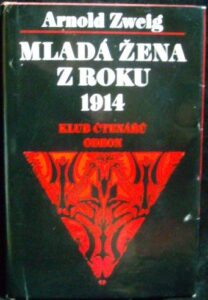 Arnold Zweig
MLADÁ ŽENA
Z ROKU
1914
KLUB ČTENÁŘŮ
ODEON